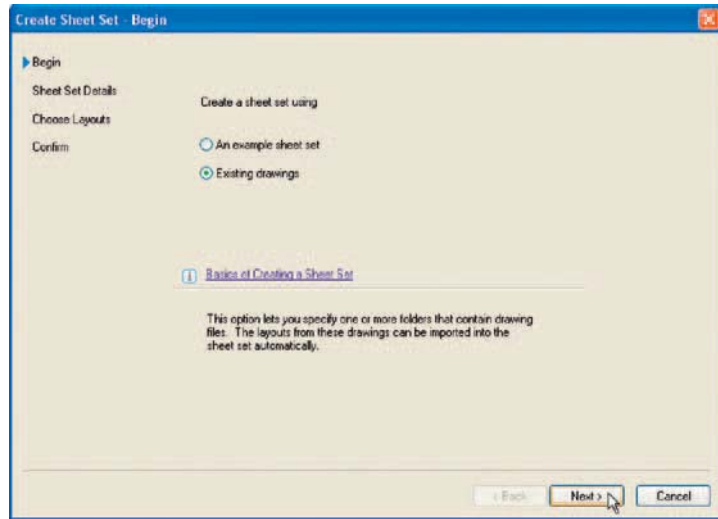 Create Sheet Set - Begin
Begin
Sheet Set Details
Choose Layouts
Confirm
Create a sheet set using
An example sheet set
Existing drawings
Basics of Creating a Sheet Set
This option lets you specify one or more folders that contain drawing
files. The layouts from these drawings can be imported into the
sheet set automatically.
< Back
Next >
Cancel